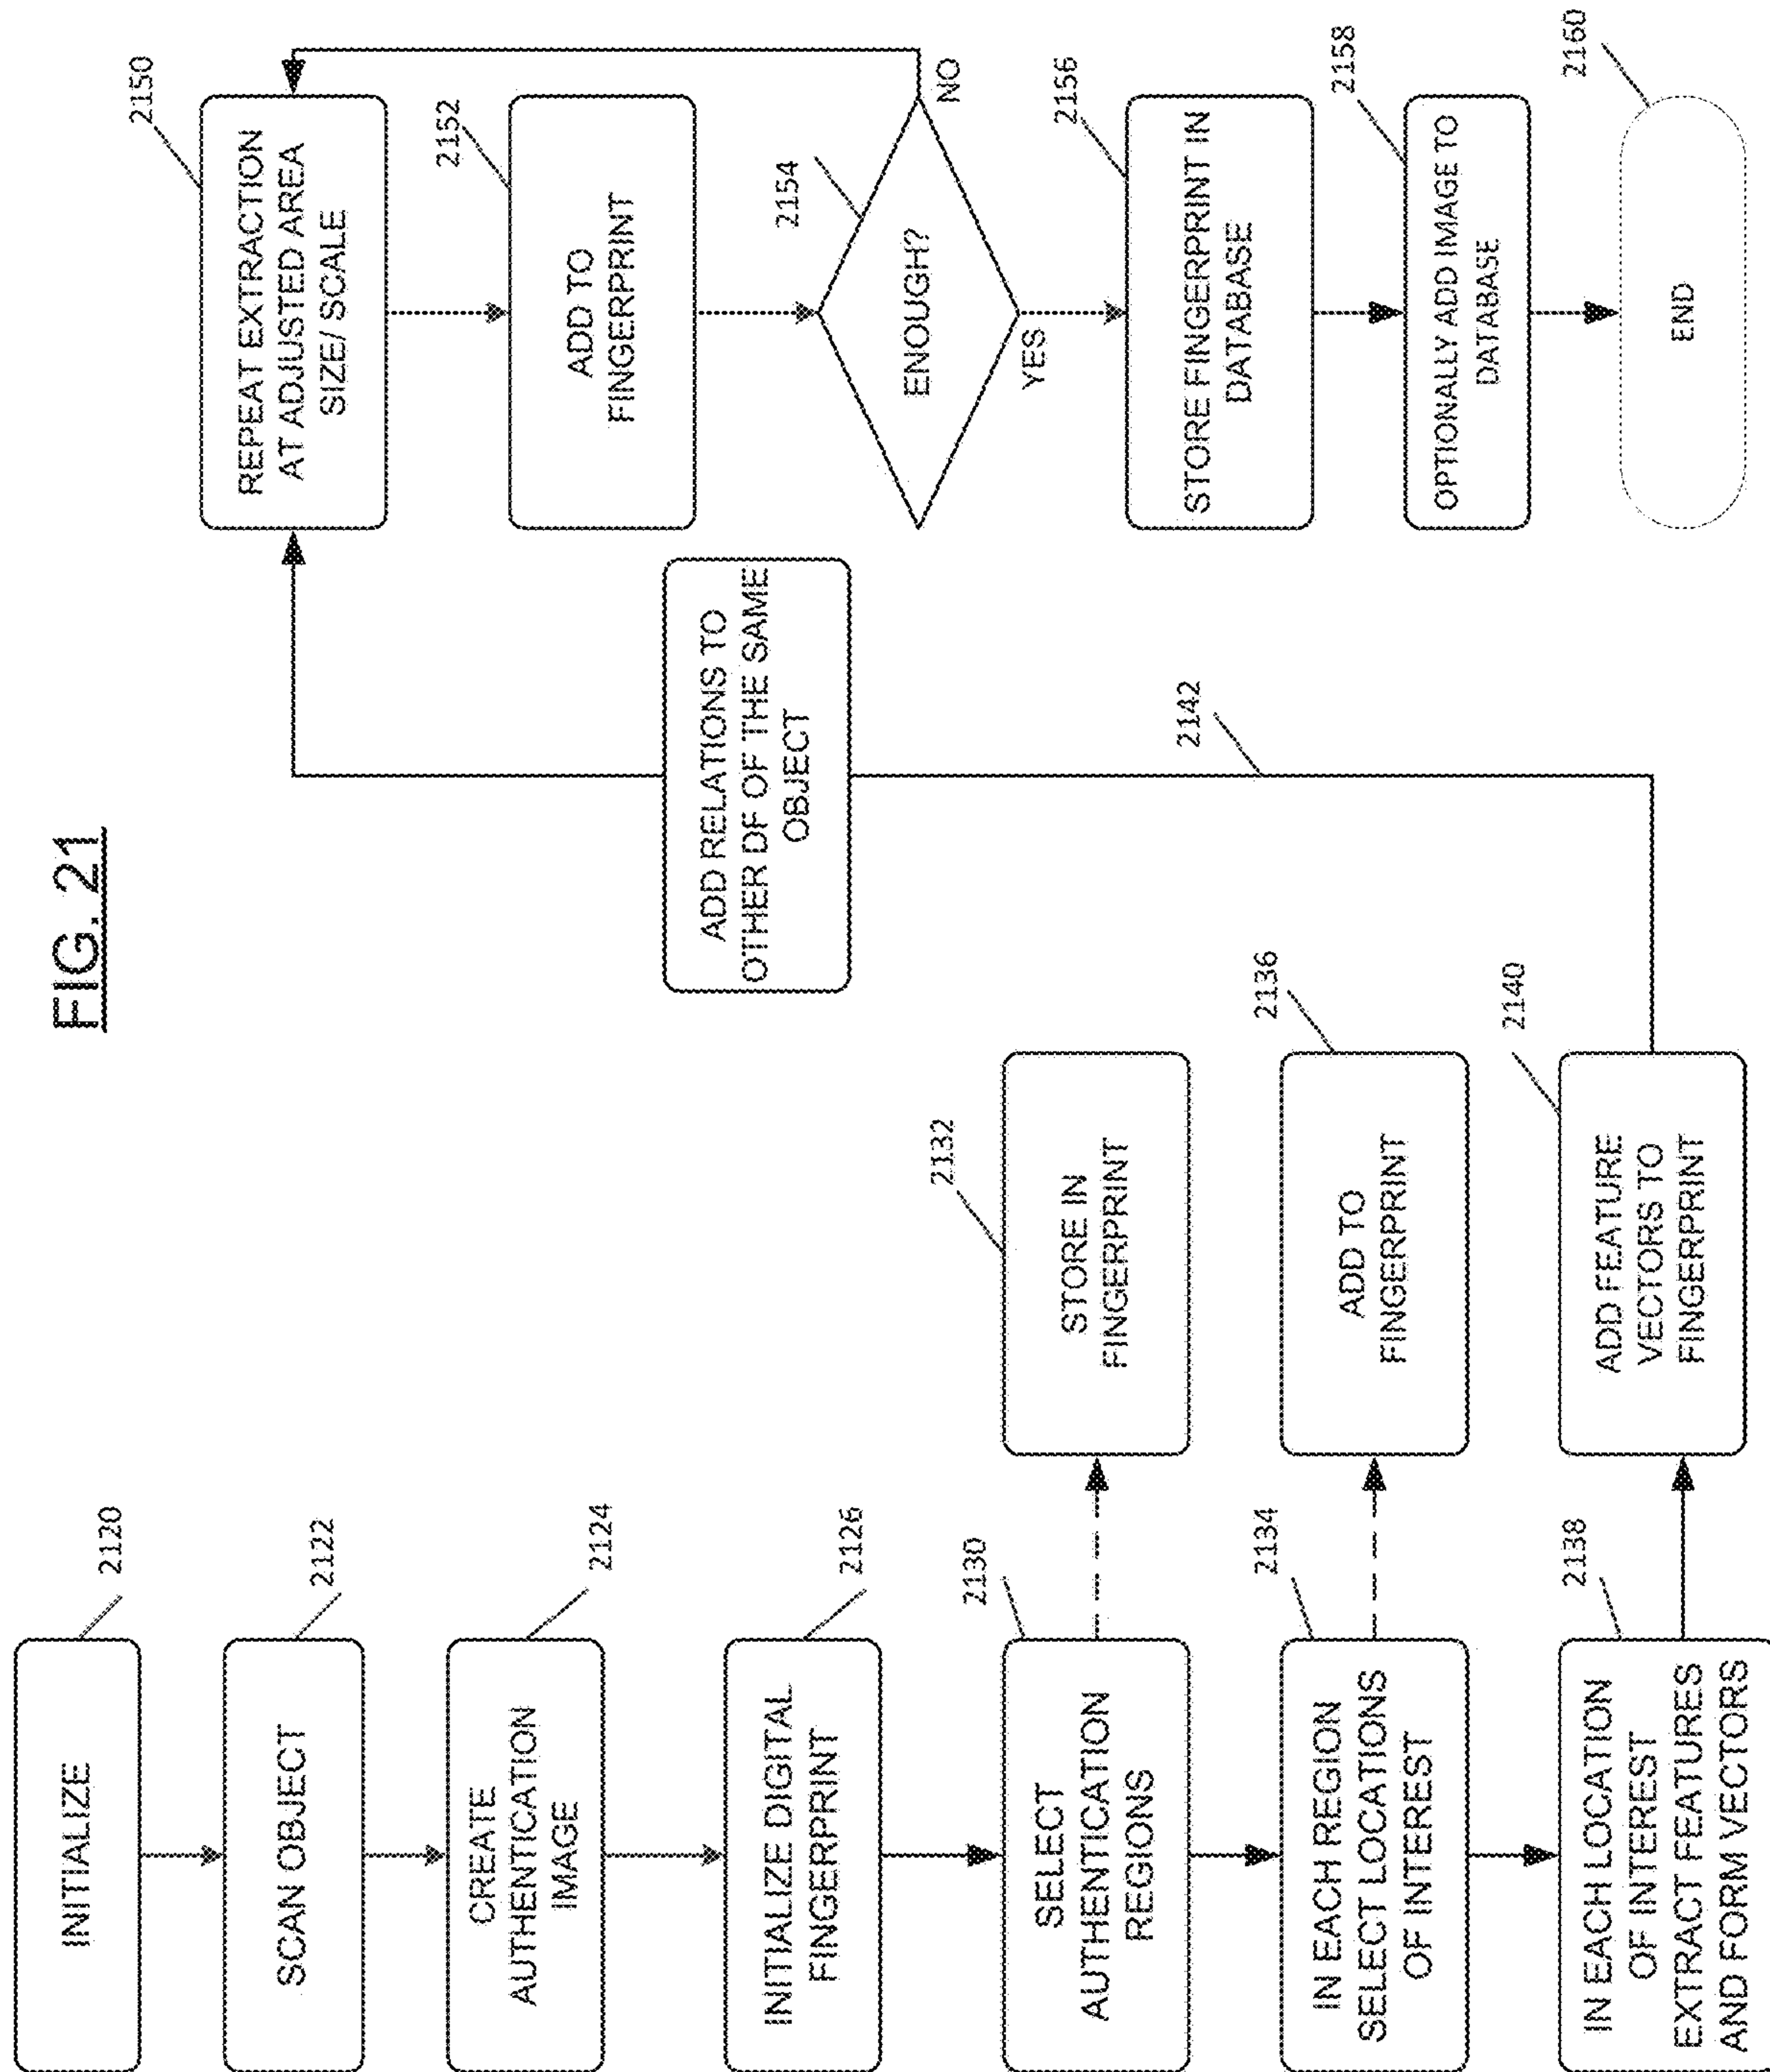 FIG. 21
INITIALIZE
2120
SCAN OBJECT
2122
CREATE
AUTHENTICATION
IMAGE
2124
INITIALIZE DIGITAL
FINGERPRINT
2126
SELECT
AUTHENTICATION
REGIONS
2130
STORE IN
FINGERPRINT
2132
IN EACH REGION
SELECT LOCATIONS
OF INTEREST
2134
ADD TO
FINGERPRINT
2136
IN EACH LOCATION
OF INTEREST
EXTRACT FEATURES
AND FORM VECTORS
2138
ADD FEATURE
VECTORS TO
FINGERPRINT
2140
2142
ADD RELATIONS TO
OTHER DF OF THE SAME
OBJECT
REPEAT EXTRACTION
AT ADJUSTED AREA
SIZE/ SCALE
2150
ADD TO
FINGERPRINT
2152
ENOUGH?
2154
NO
YES
STORE FINGERPRINT IN
DATABASE
2156
OPTIONALLY ADD IMAGE TO
DATABASE
2158
END
2160